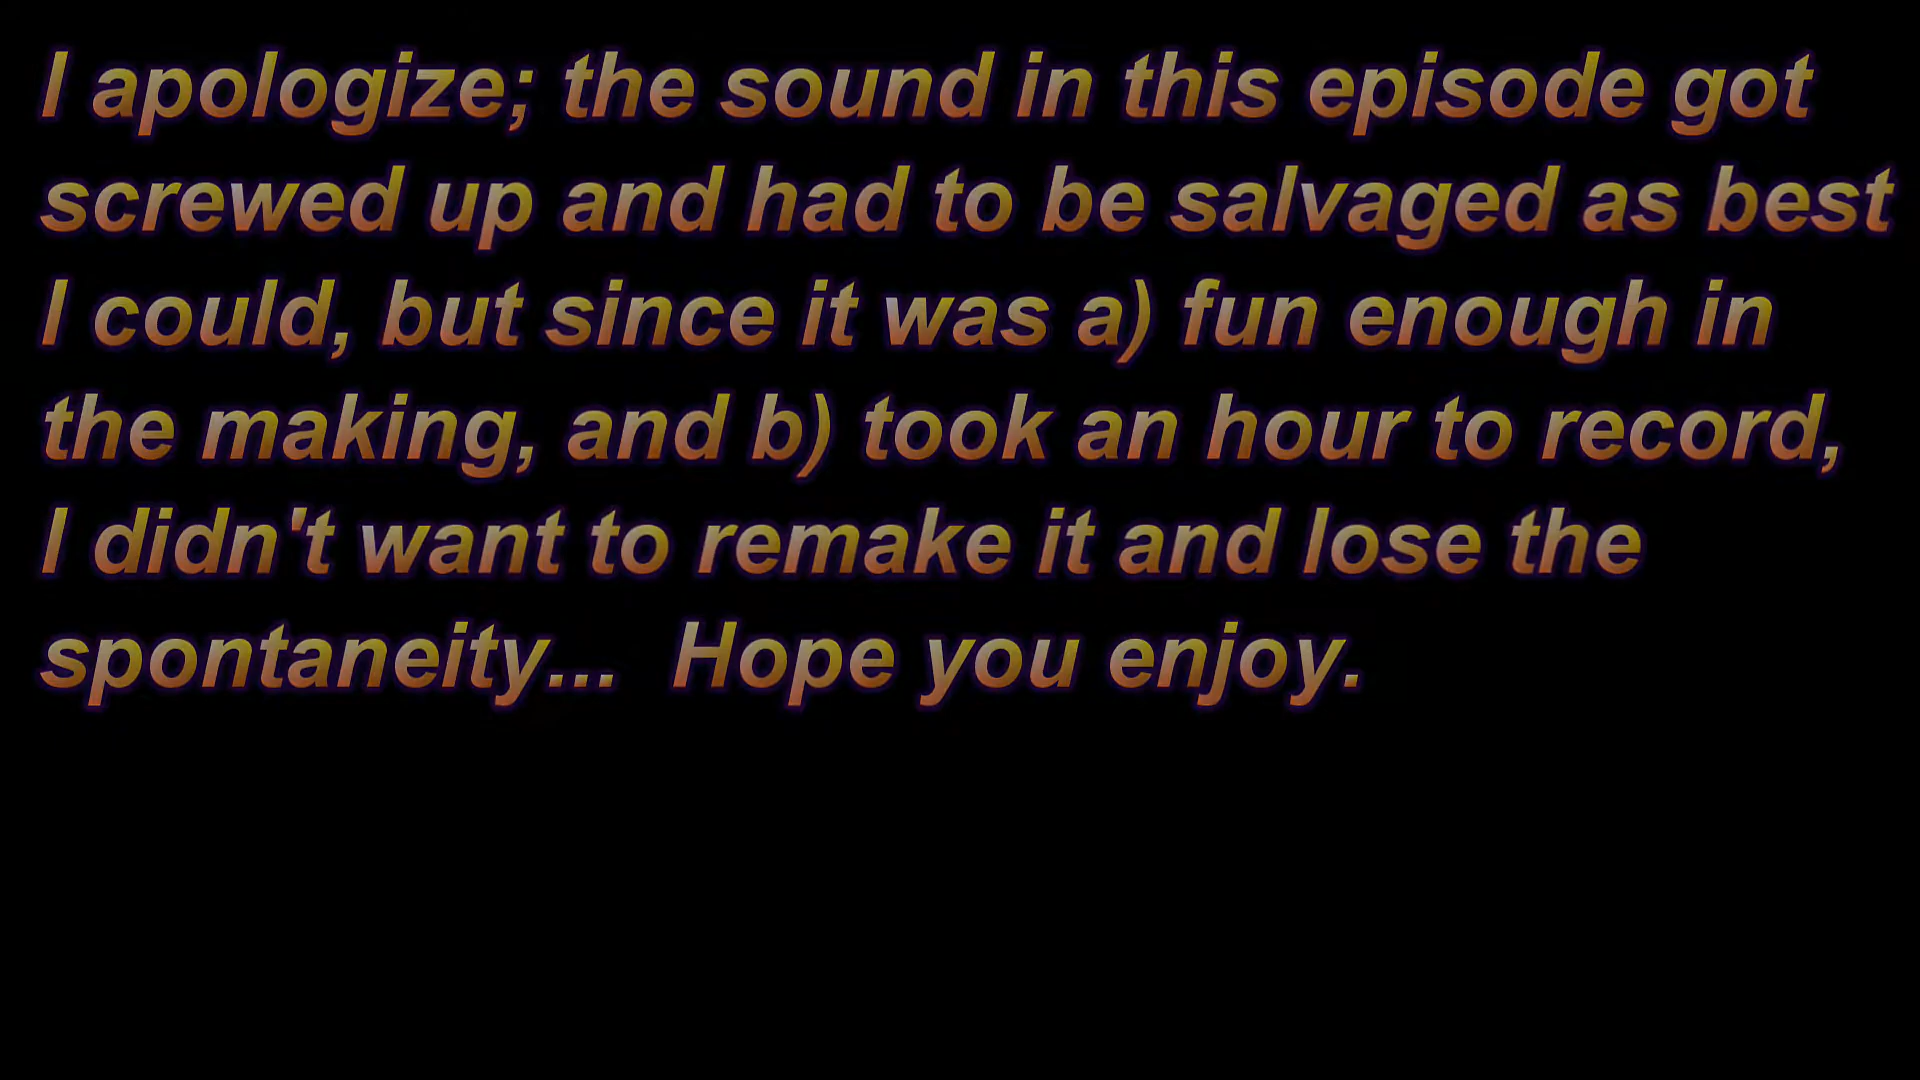 I apologize; the sound in this episode got
screwed up and had to be salvaged as best
I could, but since it was a) fun enough in
the making, and b) took an hour to record,
I didn't want to remake it and lose the
spontaneity...  Hope you enjoy.